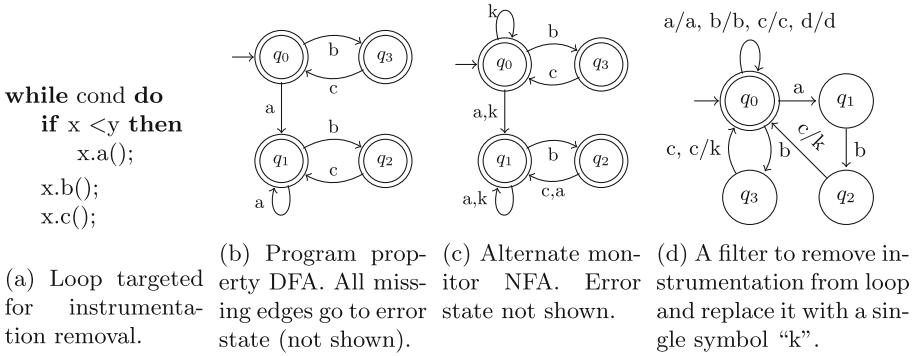 while cond do
if x <y then
x.a();
x.b();
x.c();
(a) Loop targeted
for instrumenta-
tion removal.
q0
b
q3
c
a
q1
b
q2
c
a
(b) Program prop-
erty DFA. All miss-
ing edges go to error
state (not shown).
k
q0
b
q3
c
a,k
q1
b
q2
c,a
a,k
(c) Alternate mon-
itor NFA. Error
state not shown.
a/a, b/b, c/c, d/d
q0
a
q1
c/k
c, c/k
b
b
q3
q2
(d) A filter to remove in-
strumentation from loop
and replace it with a sin-
gle symbol “k”.